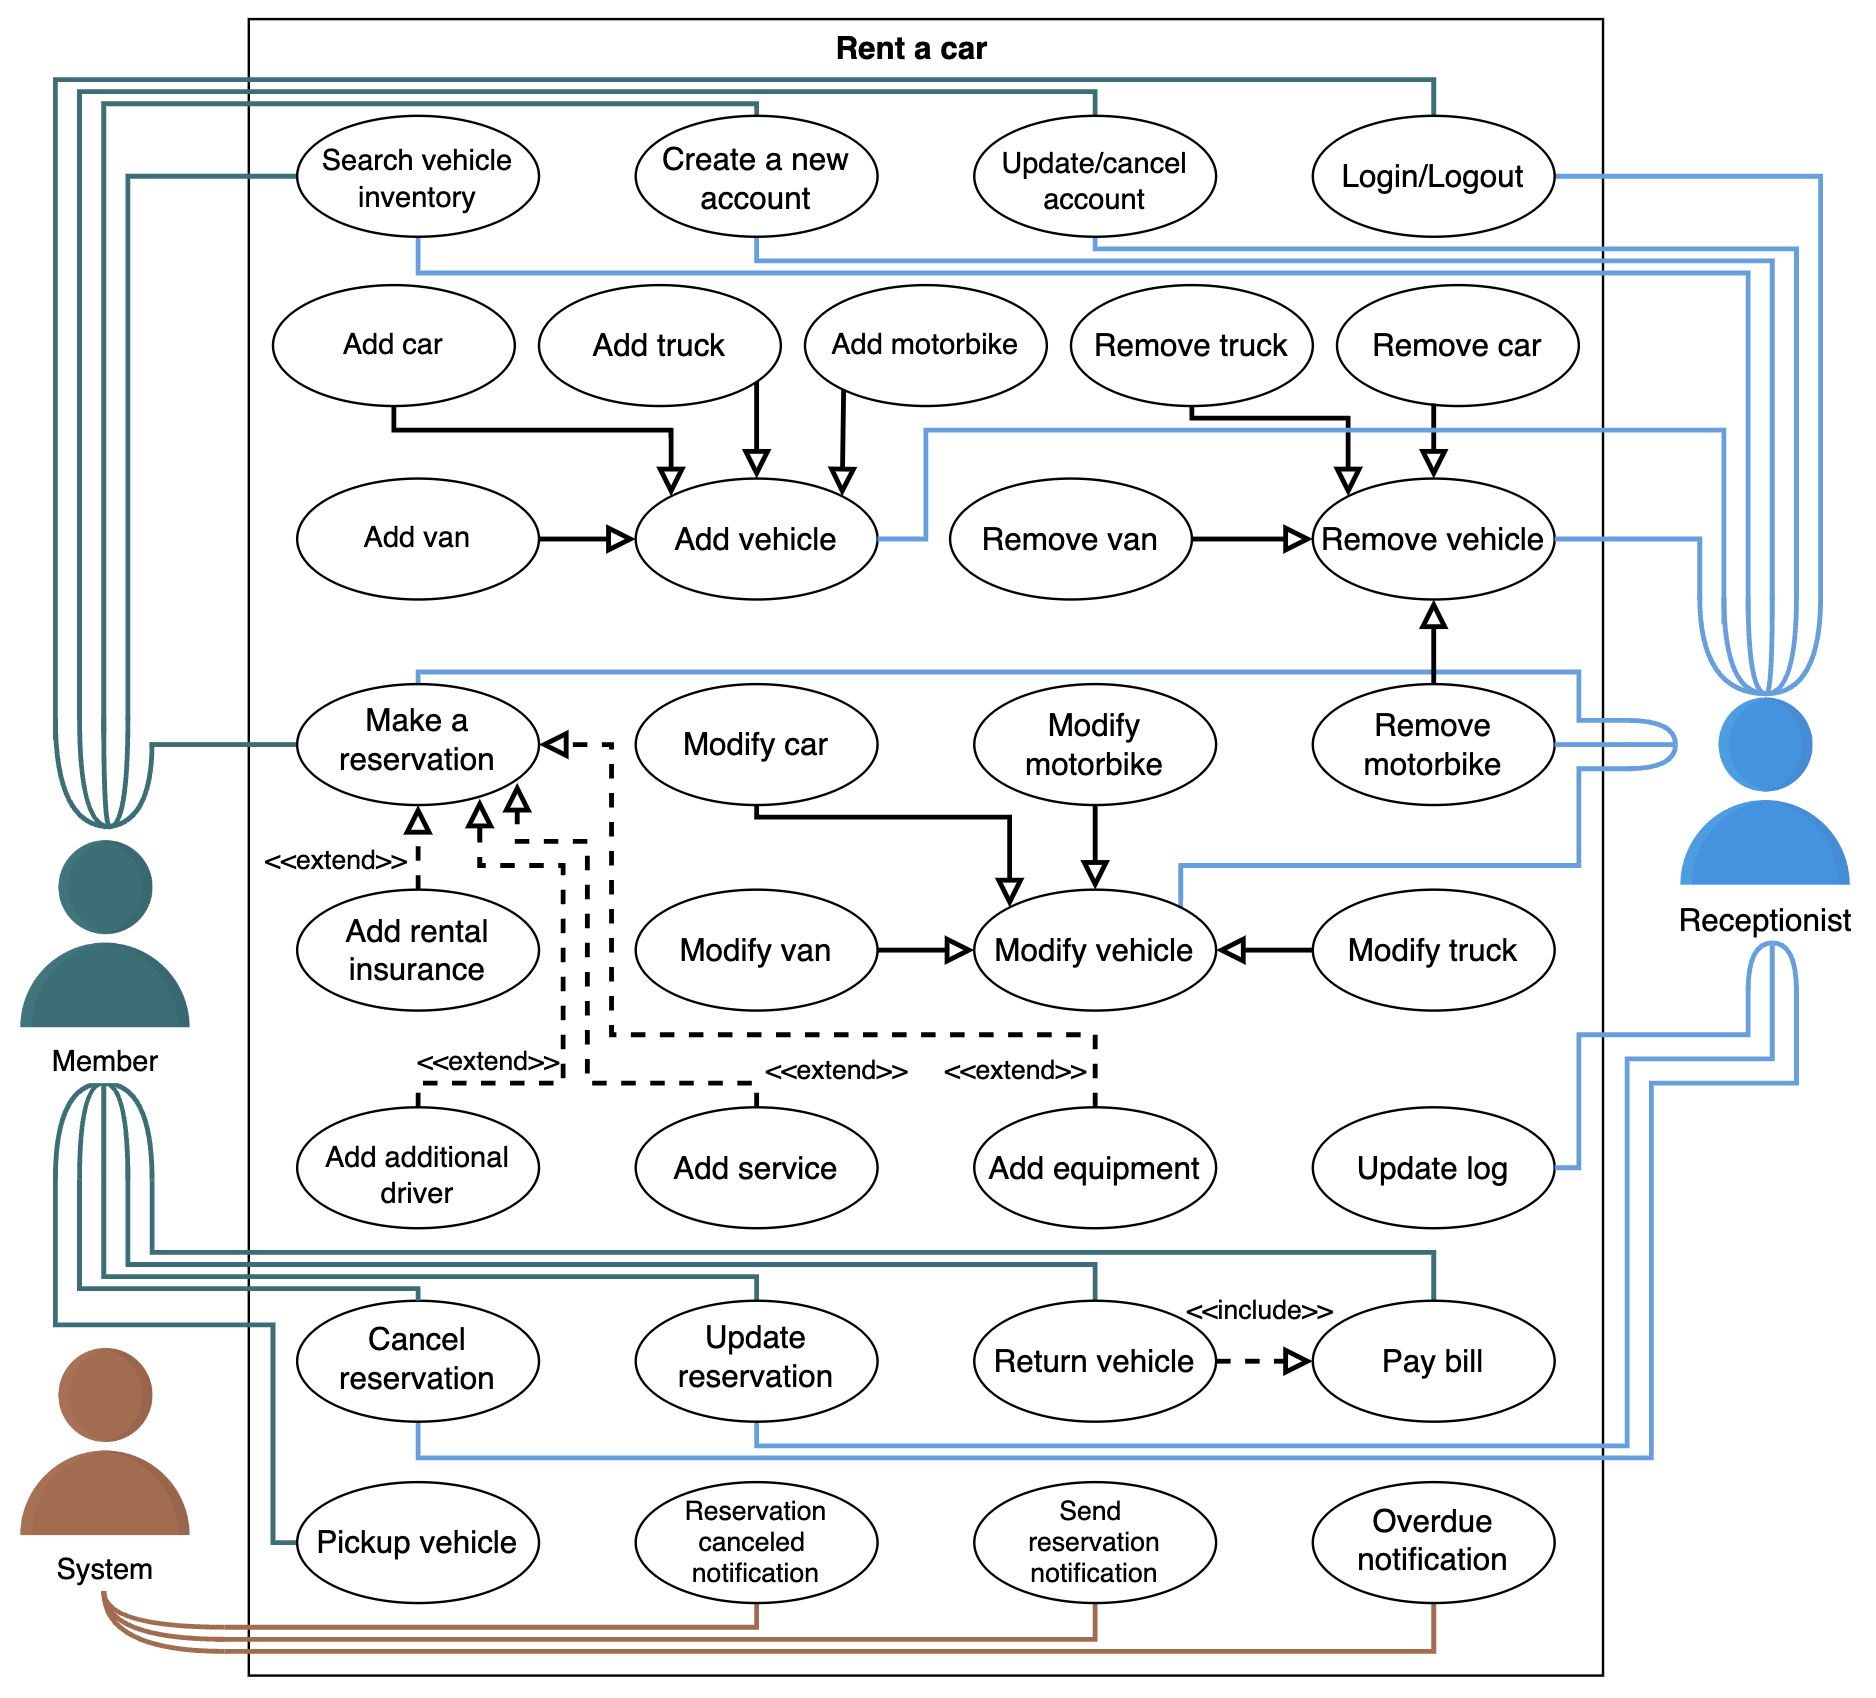 Rent a car
Search vehicle
inventory
Create a new
account
Update/cancel
account
Login/Logout
Add car
Add truck
Add motorbike
Remove truck
Remove car
Add van
Add vehicle
Remove van
Remove vehicle
Make a
reservation
Modify car
Modify
motorbike
Remove
motorbike
<<extend>>
Add rental
insurance
Modify van
Modify vehicle
Modify truck
Receptionist
Member
<<extend>>
<<extend>>
<<extend>>
Add additional
driver
Add service
Add equipment
Update log
Cancel
reservation
Update
reservation
Return vehicle
<<include>>
Pay bill
System
Pickup vehicle
Reservation
canceled
notification
Send
reservation
notification
Overdue
notification